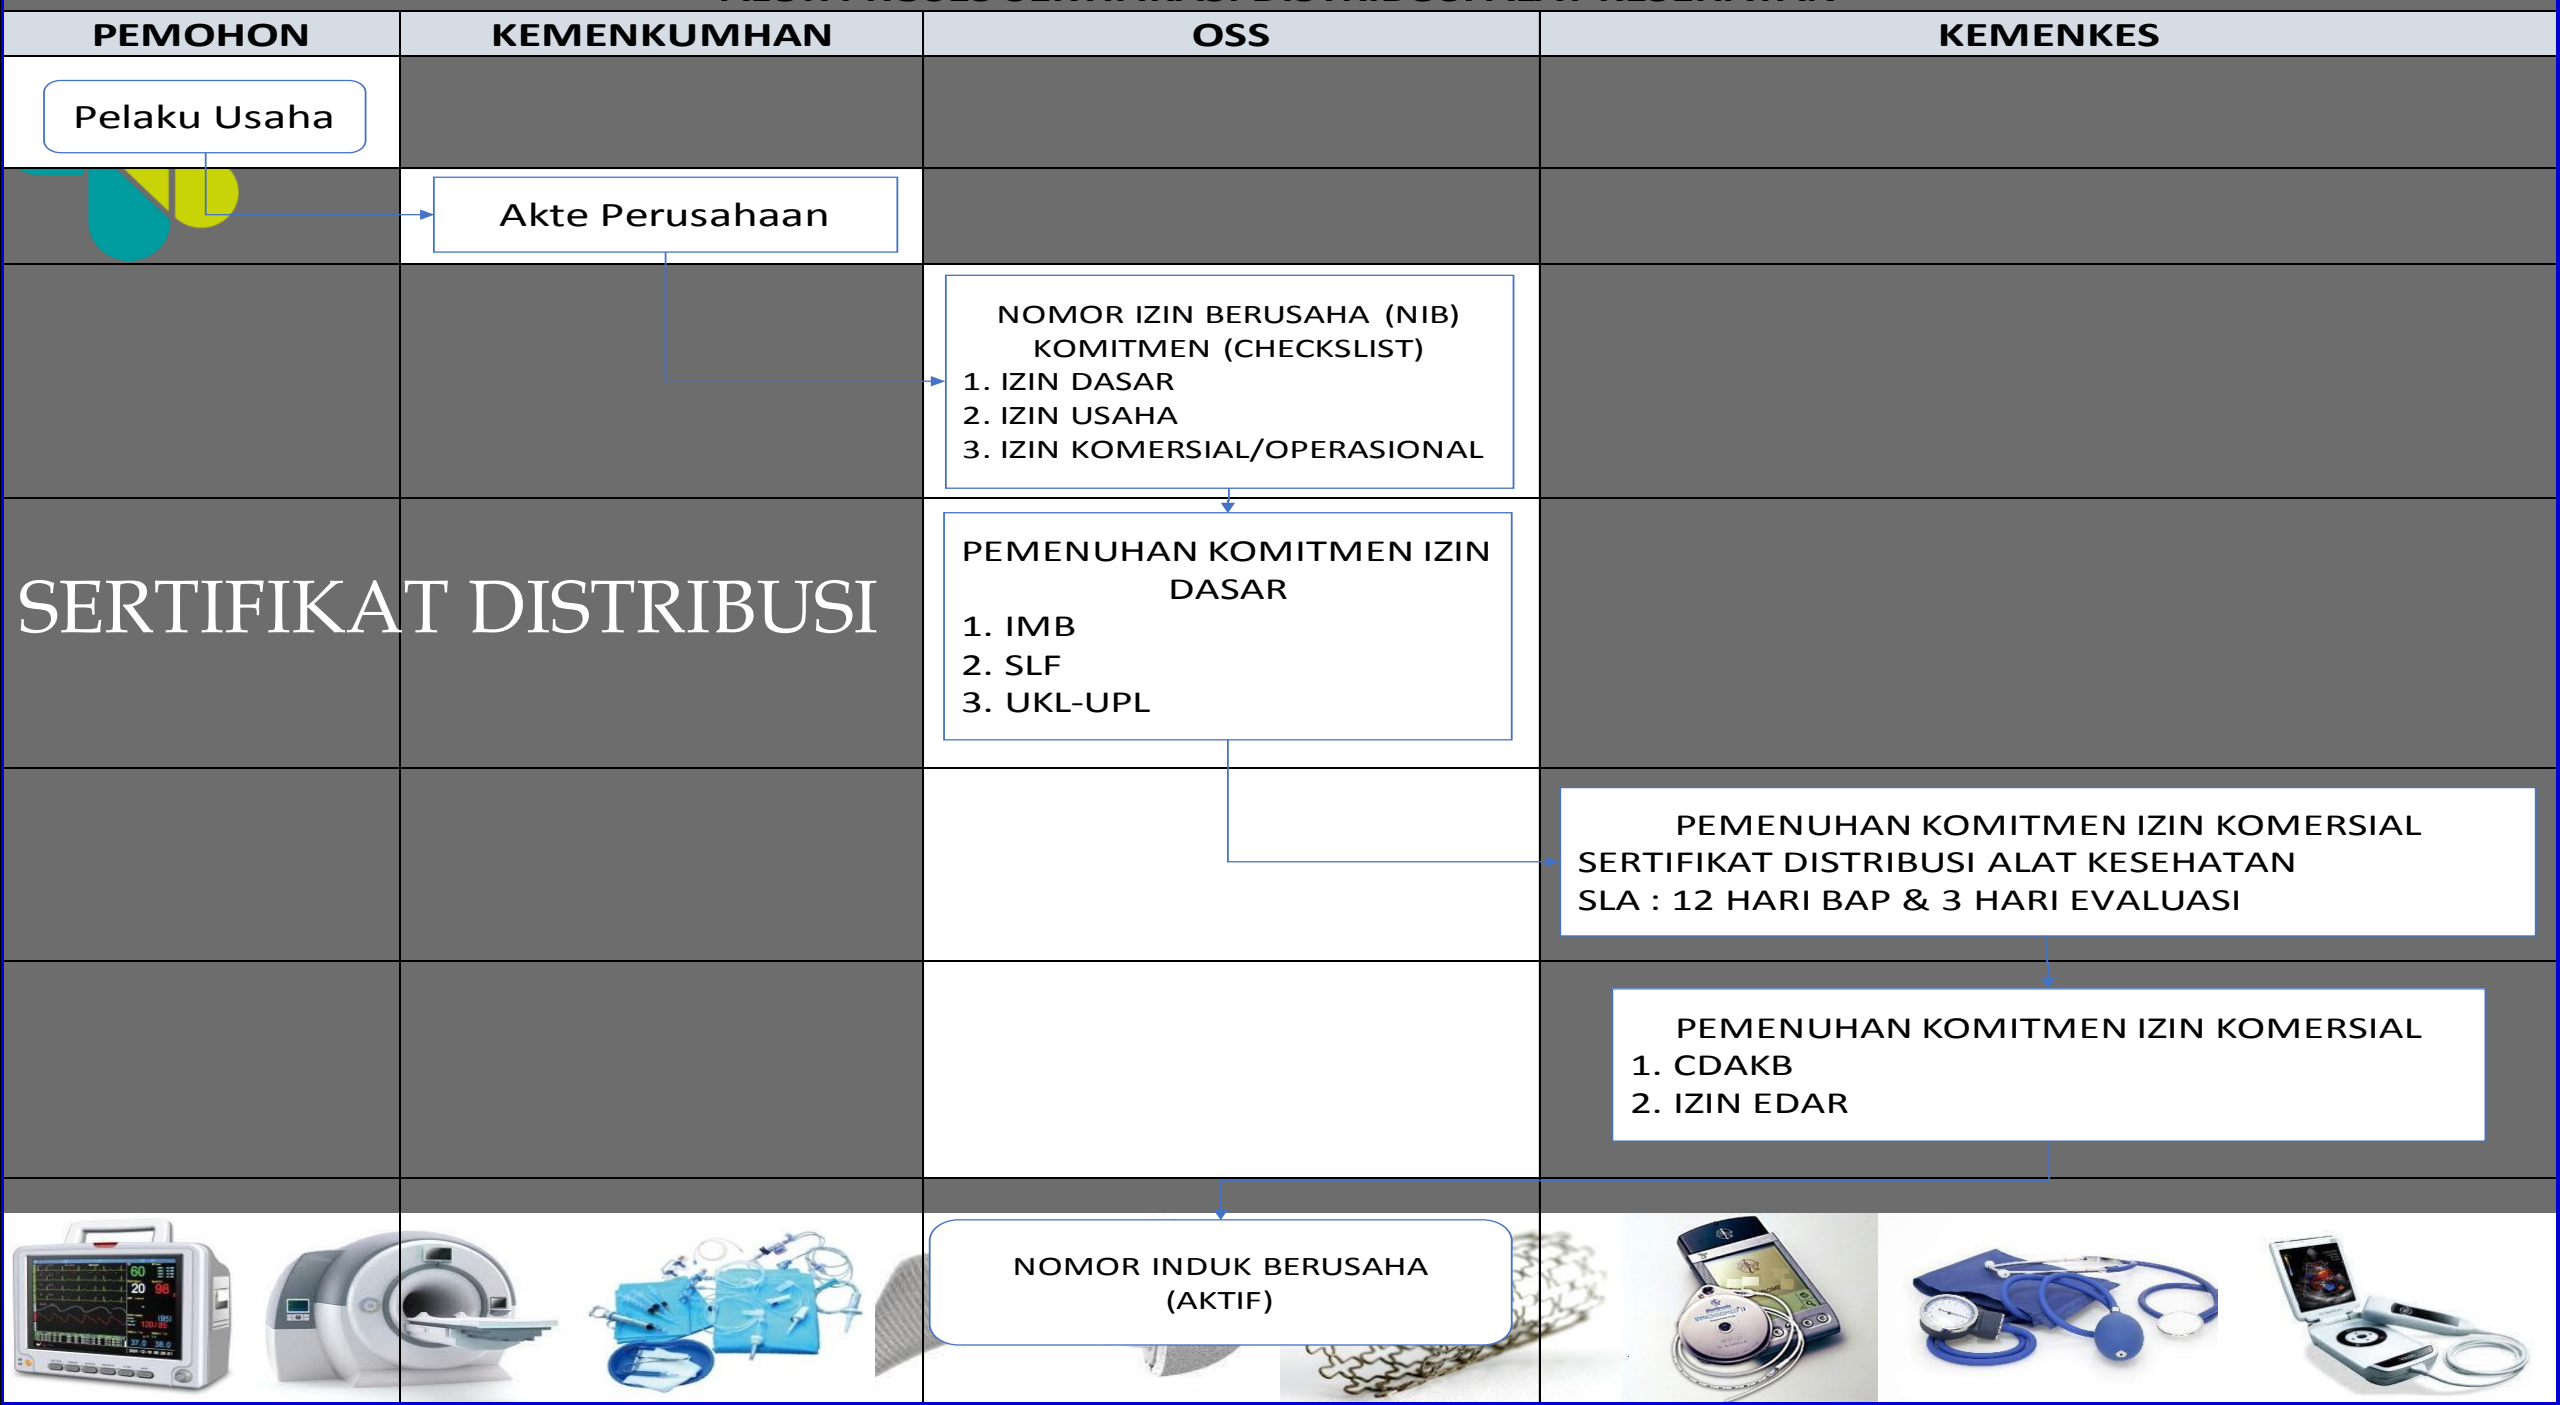 PEMOHON
KEMENKUMHAN
OSS
KEMENKES
Pelaku Usaha
Akte Perusahaan
NOMOR IZIN BERUSAHA (NIB)
KOMITMEN (CHECKSLIST)
1. IZIN DASAR
2. IZIN USAHA
3. IZIN KOMERSIAL/OPERASIONAL
SERTIFIKAT DISTRIBUSI
PEMENUHAN KOMITMEN IZIN
DASAR
1. IMB
2. SLF
3. UKL-UPL
PEMENUHAN KOMITMEN IZIN KOMERSIAL
SERTIFIKAT DISTRIBUSI ALAT KESEHATAN
SLA : 12 HARI BAP & 3 HARI EVALUASI
PEMENUHAN KOMITMEN IZIN KOMERSIAL
1. CDAKB
2. IZIN EDAR
NOMOR INDUK BERUSAHA
(AKTIF)
60
20 98